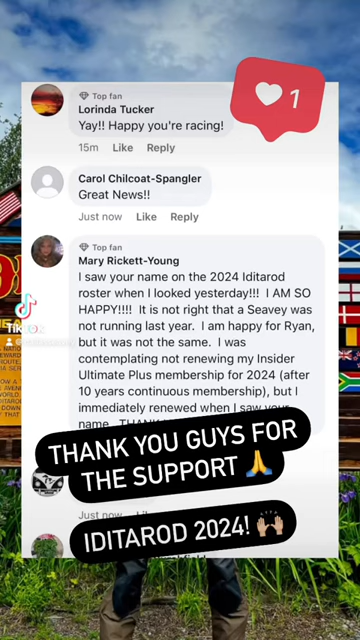 Top fan
Lorinda Tucker
Yay!! Happy you're racing!
1
15m Like Reply
Carol Chilcoat-Spangler
Great News!!
Just now Like Reply
Top fan
Mary Rickett-Young
I saw your name on the 2024 Iditarod
roster when I looked yesterday!!! I AM SO
HAPPY!!!! It is not right that a Seavey was
not running last year. I am happy for Ryan,
but it was not the same. I was
contemplating not renewing my Insider
Ultimate Plus membership for 2024 (after
10 years continuous membership), but I
immediately renewed when I saw your
name.
THANK YOU GUYS FOR
THE SUPPORT 🙏
Just now
IDITAROD 2024! 🙌🏼
TikTok